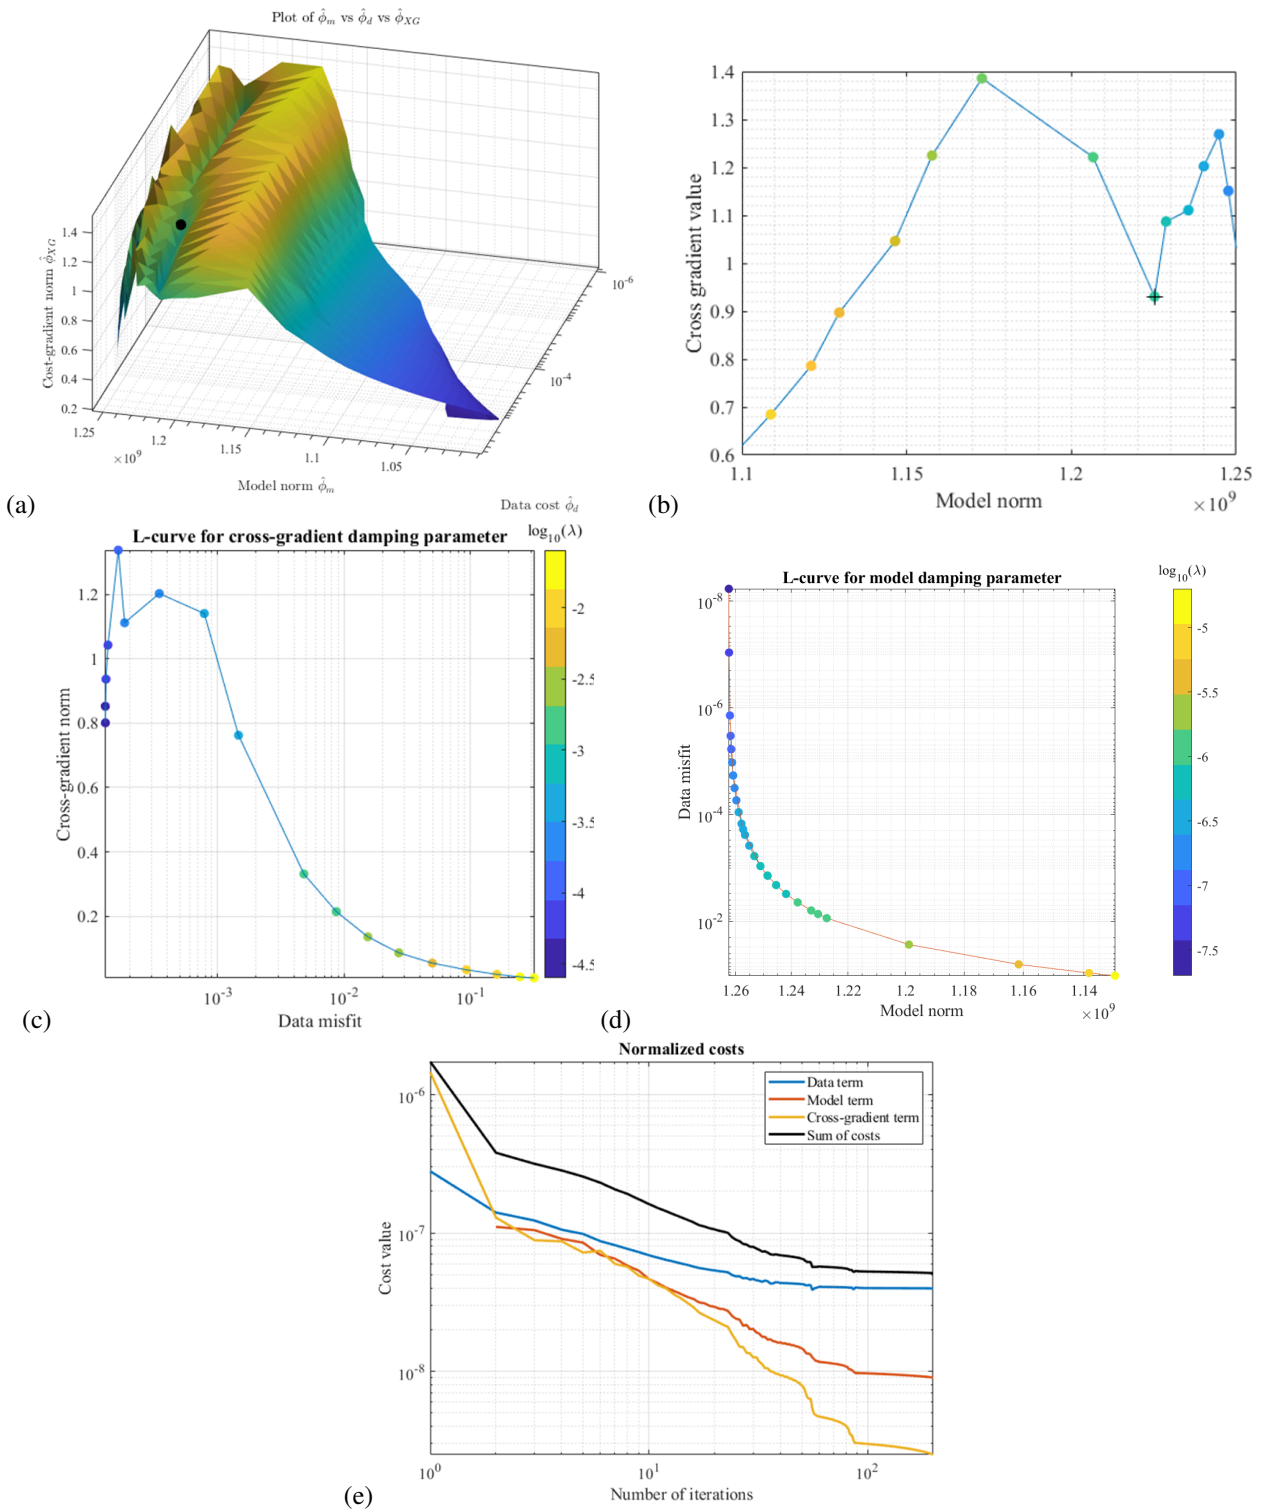 Plot of ϕ̂m vs ϕ̂d vs ϕ̂XG
Cost-gradient norm ϕ̂XG
1.4
1.2
1
0.8
0.6
0.4
0.2
1.25
1.2
1.15
1.1
1.05
×10⁹
10⁻⁶
10⁻⁴
Model norm ϕ̂m
Data cost ϕ̂d
(a)
Cross gradient value
1.4
1.3
1.2
1.1
1
0.9
0.8
0.7
0.6
1.1
1.15
1.2
1.25
×10⁹
Model norm
(b)
L-curve for cross-gradient damping parameter
log₁₀(λ)
Cross-gradient norm
1.2
1
0.8
0.6
0.4
0.2
10⁻³
10⁻²
10⁻¹
Data misfit
-2
-2.5
-3
-3.5
-4
-4.5
(c)
L-curve for model damping parameter
log₁₀(λ)
Data misfit
10⁻⁸
10⁻⁶
10⁻⁴
10⁻²
1.26
1.24
1.22
1.2
1.18
1.16
1.14
×10⁹
Model norm
-5
-5.5
-6
-6.5
-7
-7.5
(d)
Normalized costs
Data term
Model term
Cross-gradient term
Sum of costs
Cost value
10⁻⁶
10⁻⁷
10⁻⁸
10⁰
10¹
10²
Number of iterations
(e)